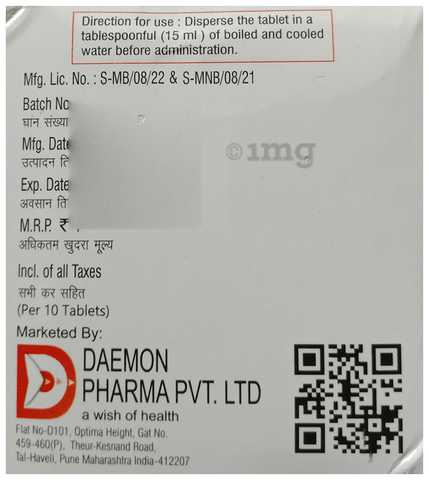 Direction for use : Disperse the tablet in a
tablespoonful (15 ml ) of boiled and cooled
water before administration.
Mfg. Lic. No. : S-MB/08/22 & S-MNB/08/21
Batch No
घान संख्या
Mfg. Date
उत्पादन ति
©1mg
Exp. Date
अवसान ति
M.R.P. ₹
अधिकतम खुदरा मूल्य
Incl. of all Taxes
सभी कर सहित
(Per 10 Tablets)
Marketed By:
DAEMON
PHARMA PVT. LTD
a wish of health
Flat No-D101, Optima Height, Gat No.
459-460(P), Theur-Kesnand Road,
Tal-Haveli, Pune Maharashtra India-412207